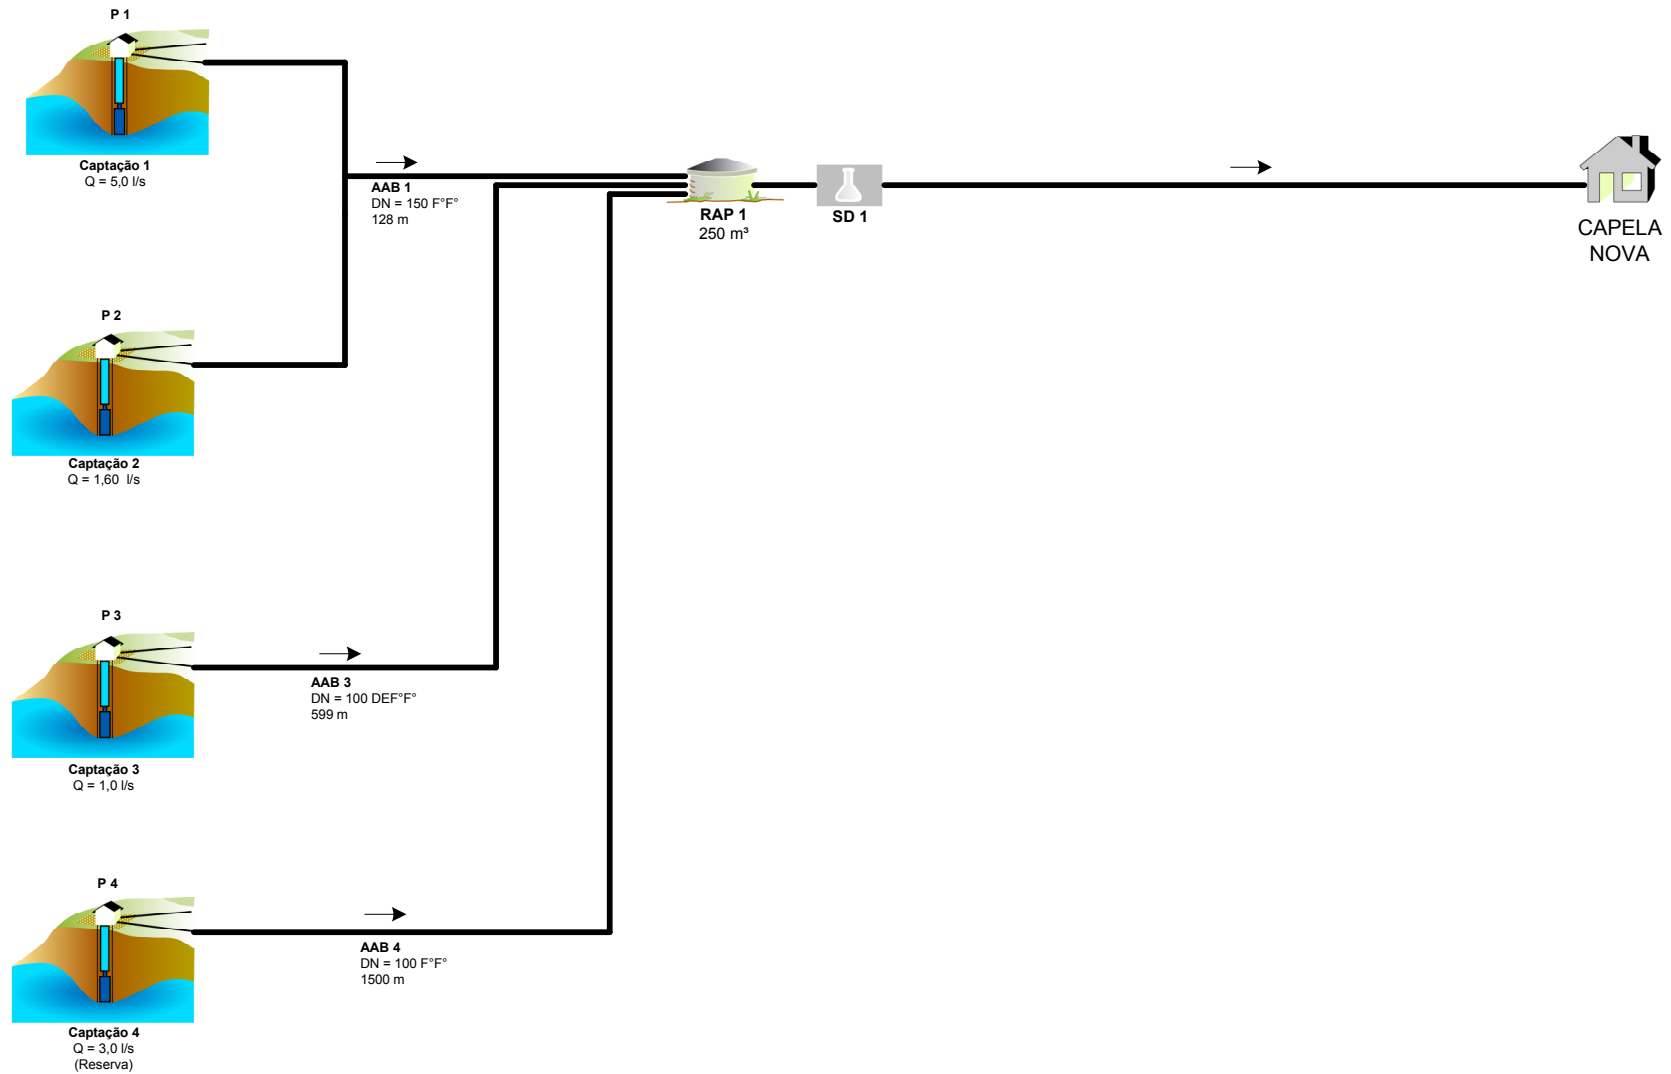 P 1
Captação 1
Q = 5,0 l/s
AAB 1
DN = 150 F°F°
128 m
RAP 1
250 m³
SD 1
CAPELA
NOVA
P 2
Captação 2
Q = 1,60  l/s
P 3
AAB 3
DN = 100 DEF°F°
599 m
Captação 3
Q = 1,0 l/s
P 4
AAB 4
DN = 100 F°F°
1500 m
Captação 4
Q = 3,0 l/s
(Reserva)